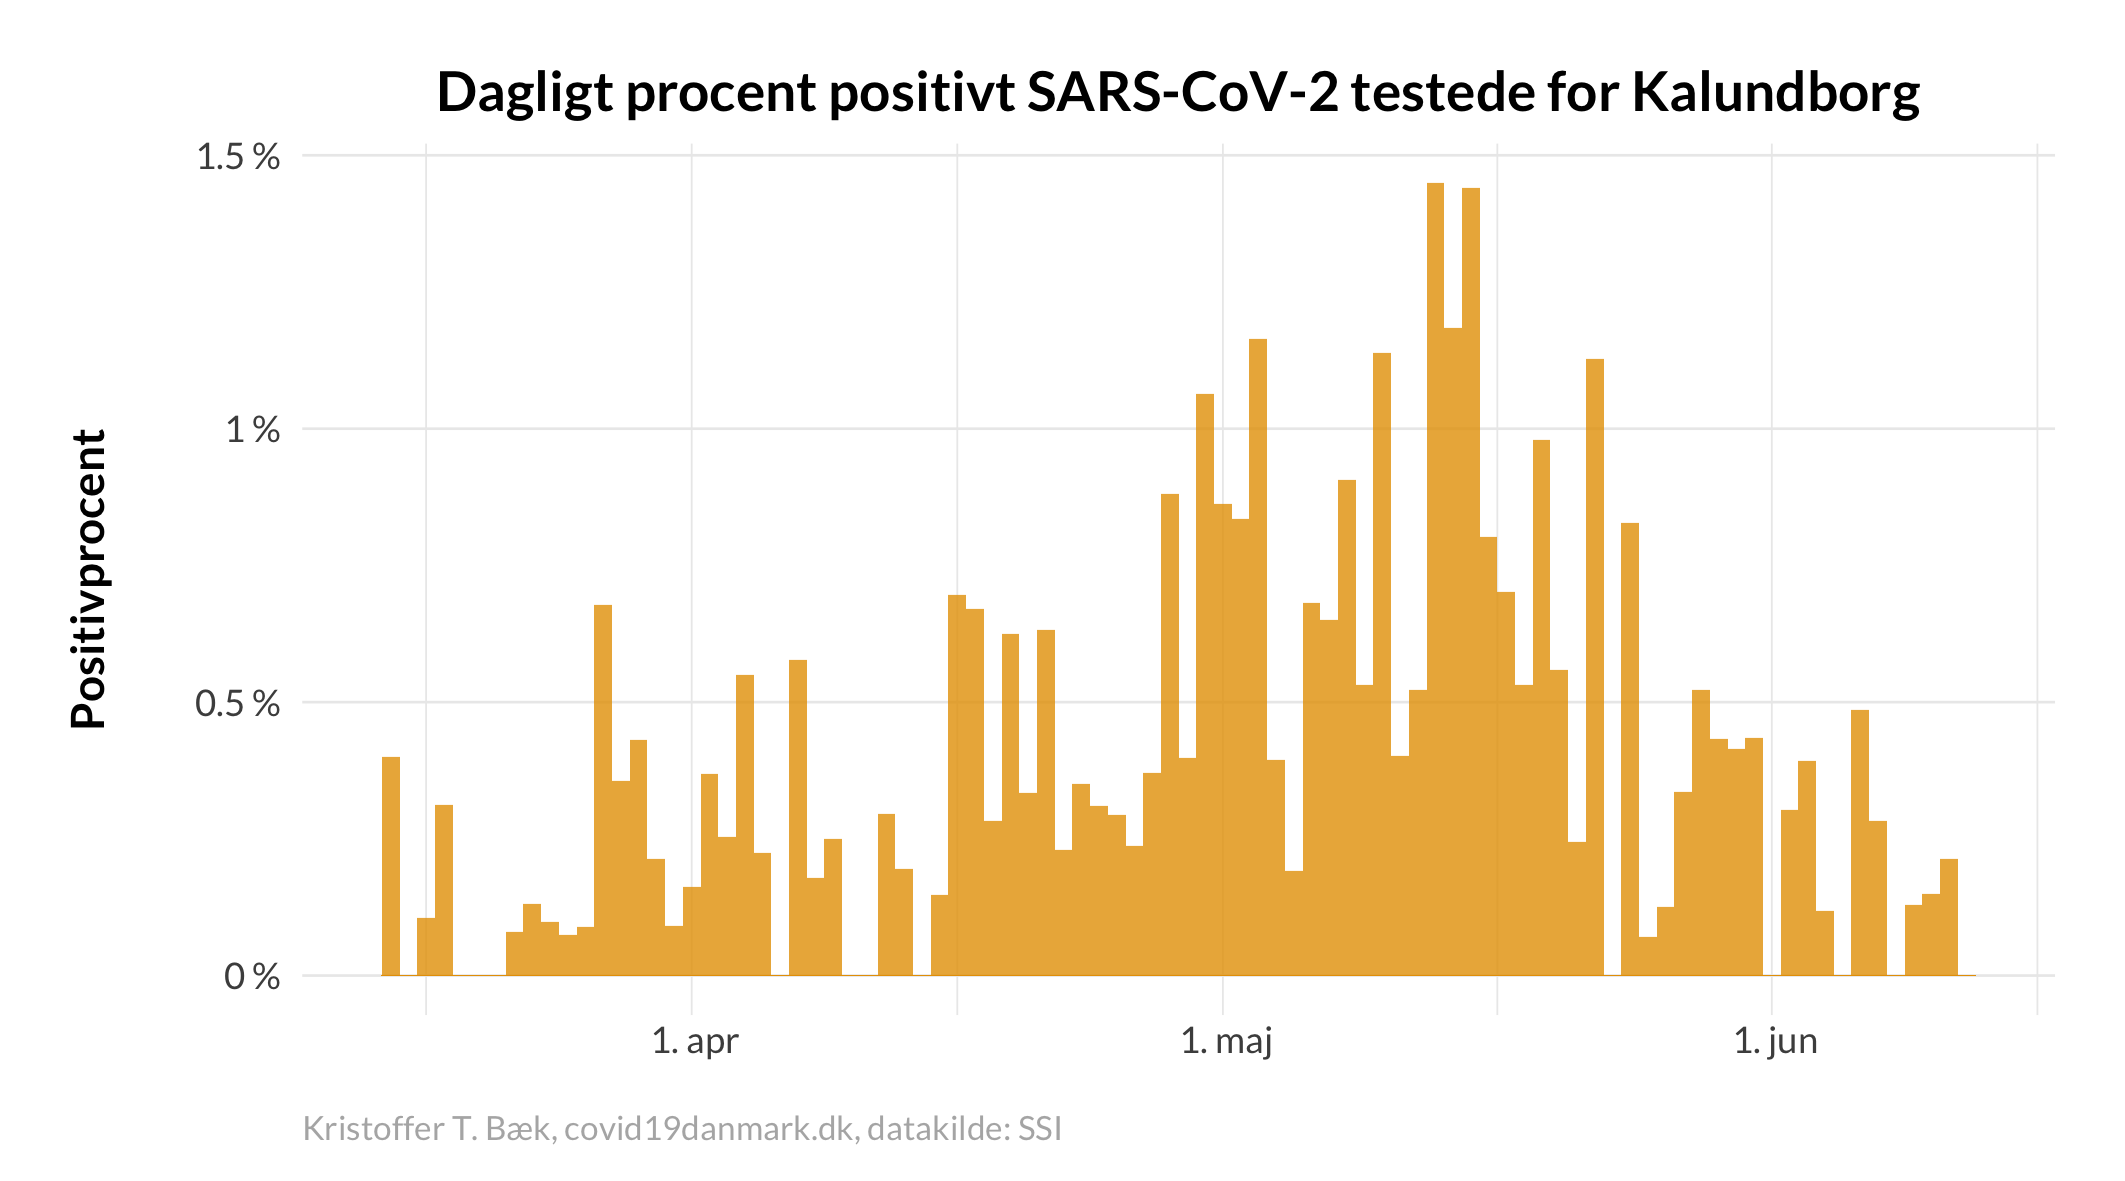 Dagligt procent positivt SARS-CoV-2 testede for Kalundborg
Positivprocent
1.5 %
1 %
0.5 %
0 %
1. apr
1. maj
1. jun
Kristoffer T. Bæk, covid19danmark.dk, datakilde: SSI